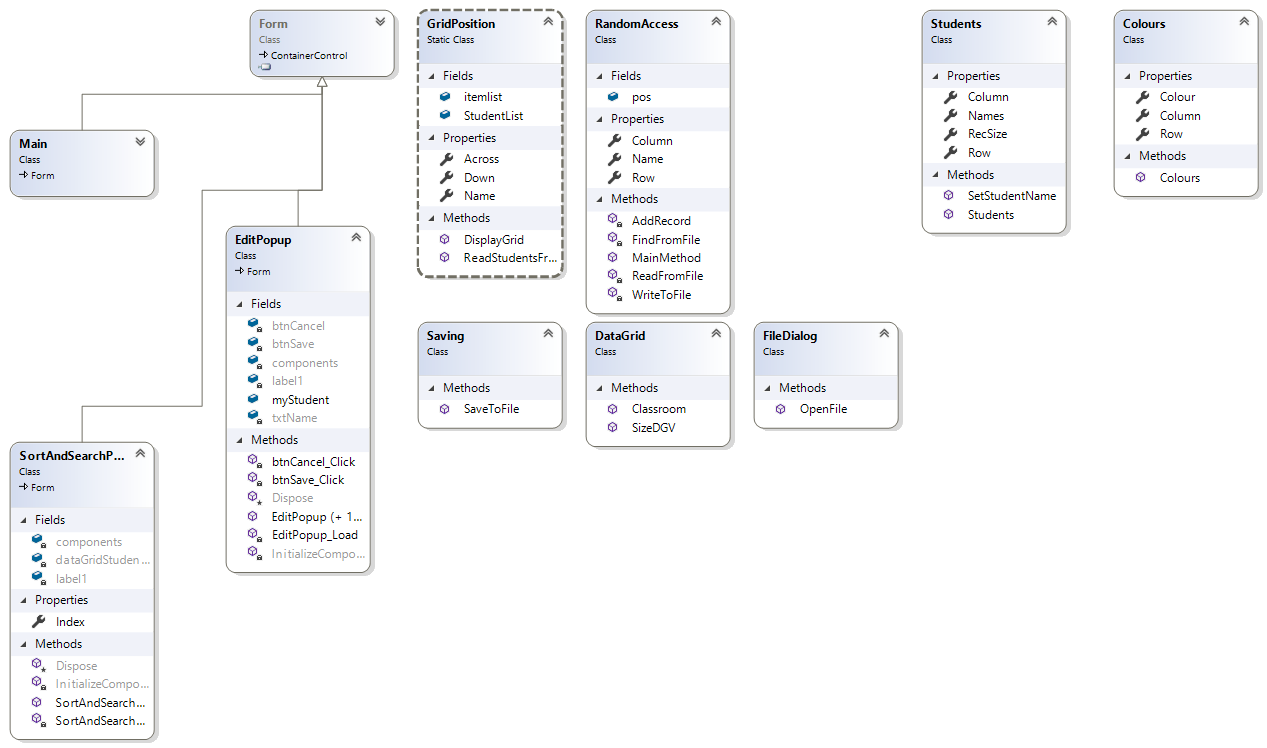 Form
Class
ContainerControl
Main
Class
Form
SortAndSearchP...
Class
Form
Fields
components
dataGridStuden...
label1
Properties
Index
Methods
Dispose
InitializeCompo...
SortAndSearch...
SortAndSearch...
EditPopup
Class
Form
Fields
btnCancel
btnSave
components
label1
myStudent
txtName
Methods
btnCancel_Click
btnSave_Click
Dispose
EditPopup (+ 1...
EditPopup_Load
InitializeCompo...
GridPosition
Static Class
Fields
itemlist
StudentList
Properties
Across
Down
Name
Methods
DisplayGrid
ReadStudentsFr...
RandomAccess
Class
Fields
pos
Properties
Column
Name
Row
Methods
AddRecord
FindFromFile
MainMethod
ReadFromFile
WriteToFile
Saving
Class
Methods
SaveToFile
DataGrid
Class
Methods
Classroom
SizeDGV
FileDialog
Class
Methods
OpenFile
Students
Class
Properties
Column
Names
RecSize
Row
Methods
SetStudentName
Students
Colours
Class
Properties
Colour
Column
Row
Methods
Colours